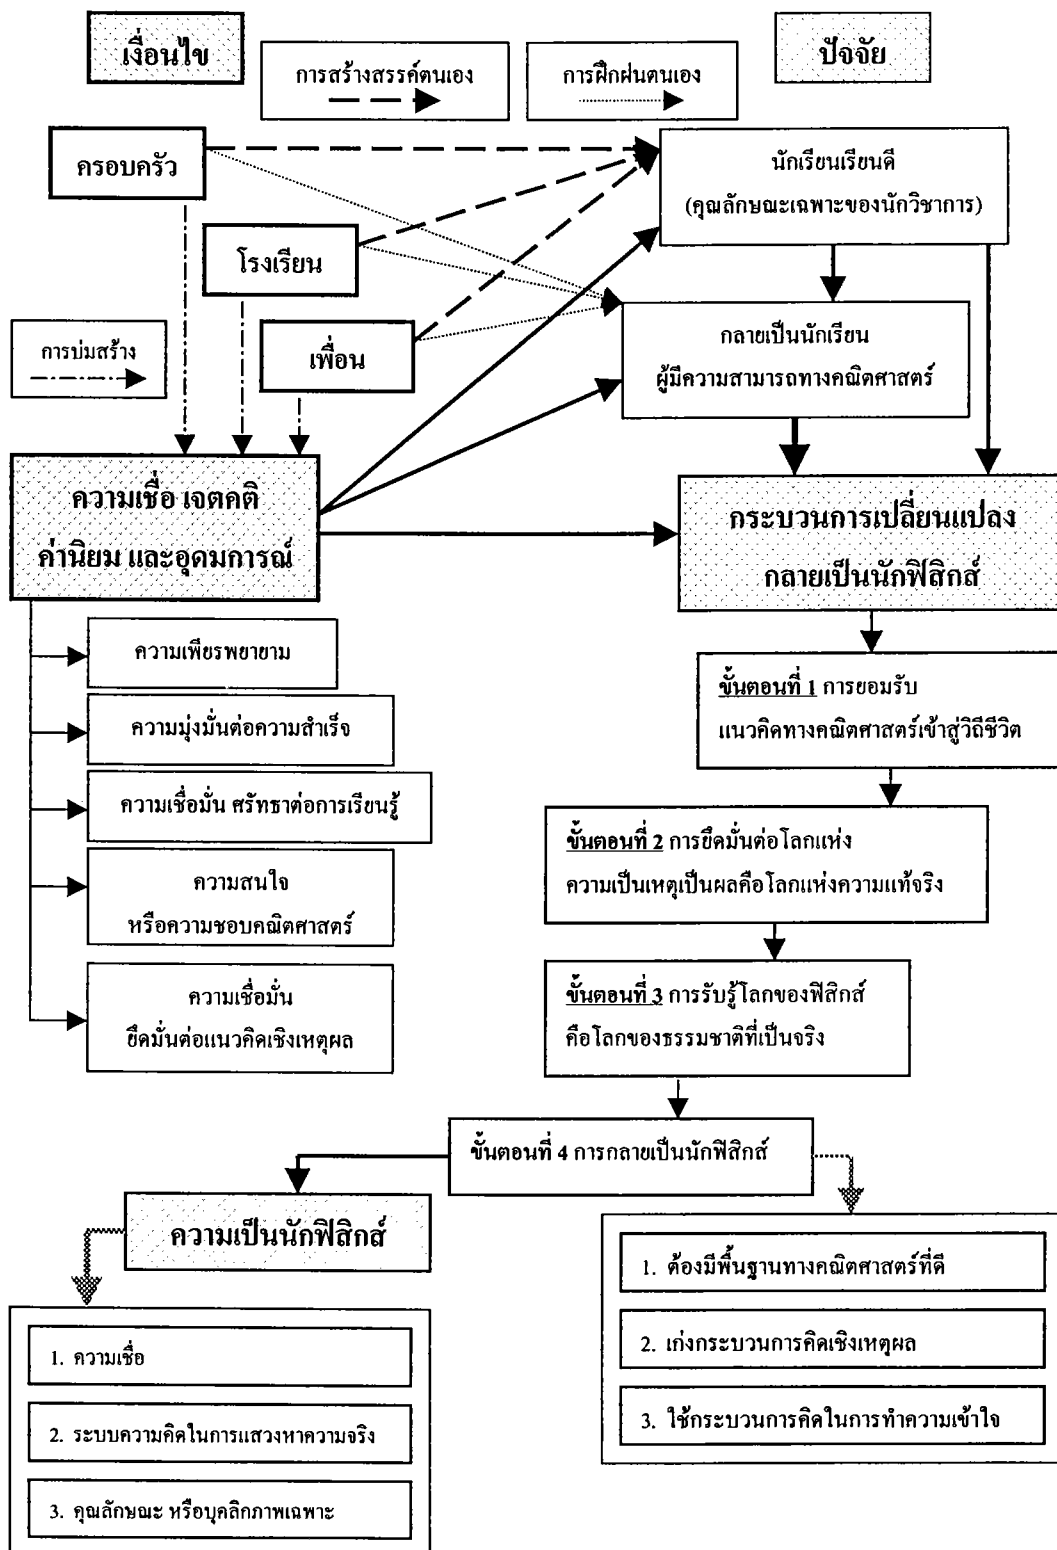 เงื่อนไข
การสร้างสรรค์ตนเอง
การฝึกฝนตนเอง
ปัจจัย
ครอบครัว
นักเรียนเรียนดี
(คุณลักษณะเฉพาะของนักวิชาการ)
โรงเรียน
เพื่อน
การบ่มสร้าง
กลายเป็นนักเรียน
ผู้มีความสามารถทางคณิตศาสตร์
ความเชื่อ เจตคติ
ค่านิยม และอุดมการณ์
กระบวนการเปลี่ยนแปลง
กลายเป็นนักฟิสิกส์
ความเพียรพยายาม
ความมุ่งมั่นต่อความสำเร็จ
ความเชื่อมั่น ศรัทธาต่อการเรียนรู้
ความสนใจ
หรือความชอบคณิตศาสตร์
ความเชื่อมั่น
ยึดมั่นต่อแนวคิดเชิงเหตุผล
ขั้นตอนที่ 1 การยอมรับ
แนวคิดทางคณิตศาสตร์เข้าสู่วิถีชีวิต
ขั้นตอนที่ 2 การยึดมั่นต่อโลกแห่ง
ความเป็นเหตุเป็นผลคือโลกแห่งความแท้จริง
ขั้นตอนที่ 3 การรับรู้โลกของฟิสิกส์
คือโลกของธรรมชาติที่เป็นจริง
ขั้นตอนที่ 4 การกลายเป็นนักฟิสิกส์
ความเป็นนักฟิสิกส์
1. ความเชื่อ
2. ระบบความคิดในการแสวงหาความจริง
3. คุณลักษณะ หรือบุคลิกภาพเฉพาะ
1. ต้องมีพื้นฐานทางคณิตศาสตร์ที่ดี
2. เก่งกระบวนการคิดเชิงเหตุผล
3. ใช้กระบวนการคิดในการทำความเข้าใจ